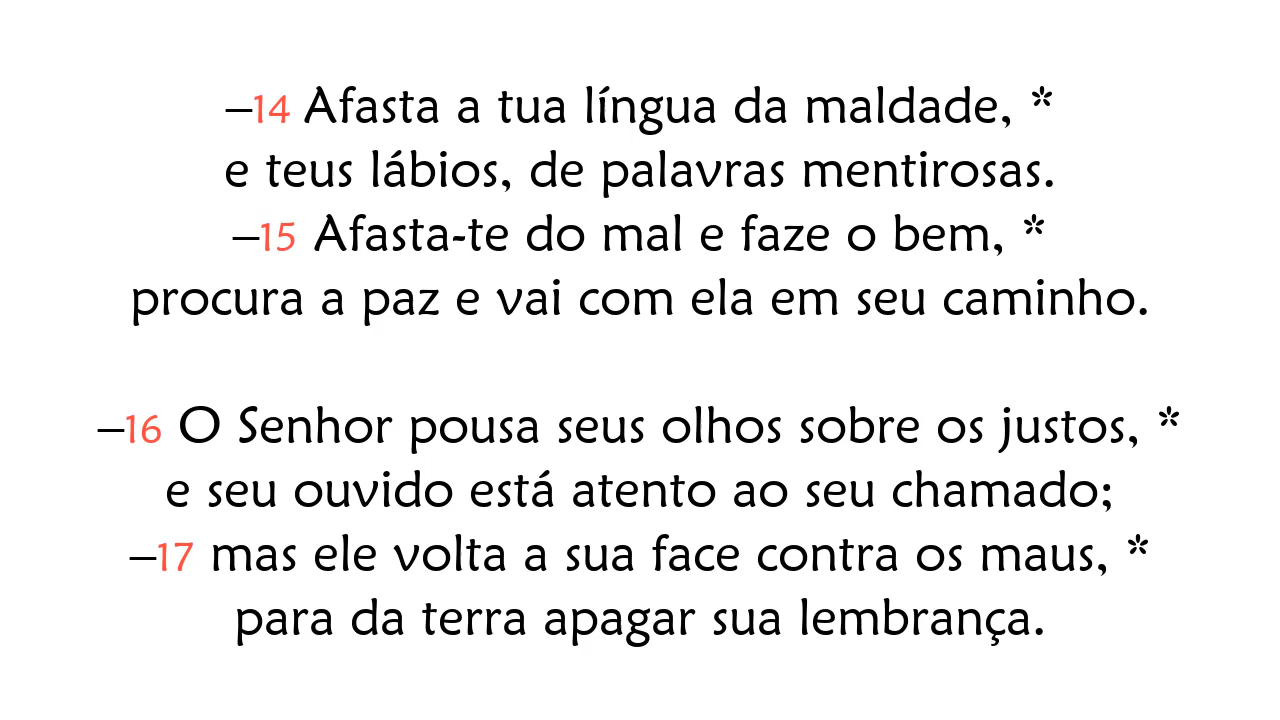 –14 Afasta a tua língua da maldade, *
e teus lábios, de palavras mentirosas.
–15 Afasta-te do mal e faze o bem, *
procura a paz e vai com ela em seu caminho.
–16 O Senhor pousa seus olhos sobre os justos, *
e seu ouvido está atento ao seu chamado;
–17 mas ele volta a sua face contra os maus, *
para da terra apagar sua lembrança.